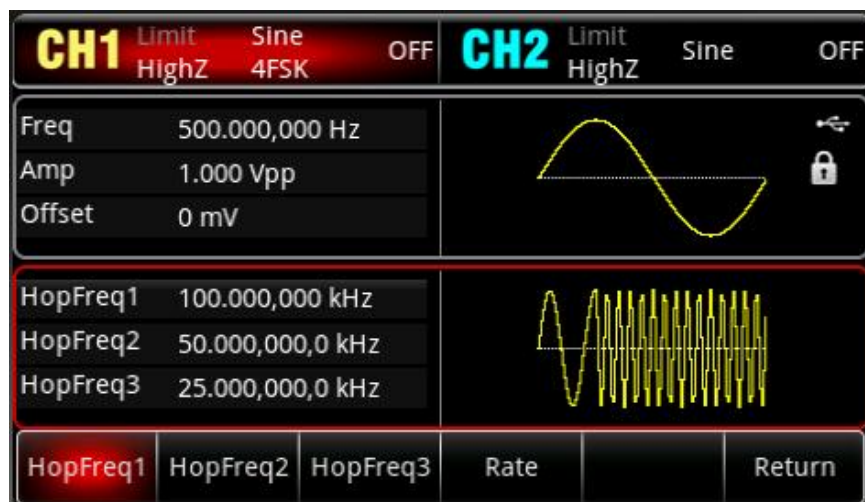 CH1 Limit Sine OFF CH2 Limit Sine OFF
HighZ 4FSK HighZ
Freq 500.000,000 Hz
Amp 1.000 Vpp
Offset 0 mV
HopFreq1 100.000,000 kHz
HopFreq2 50.000,000,0 kHz
HopFreq3 25.000,000,0 kHz
HopFreq1 HopFreq2 HopFreq3 Rate Return